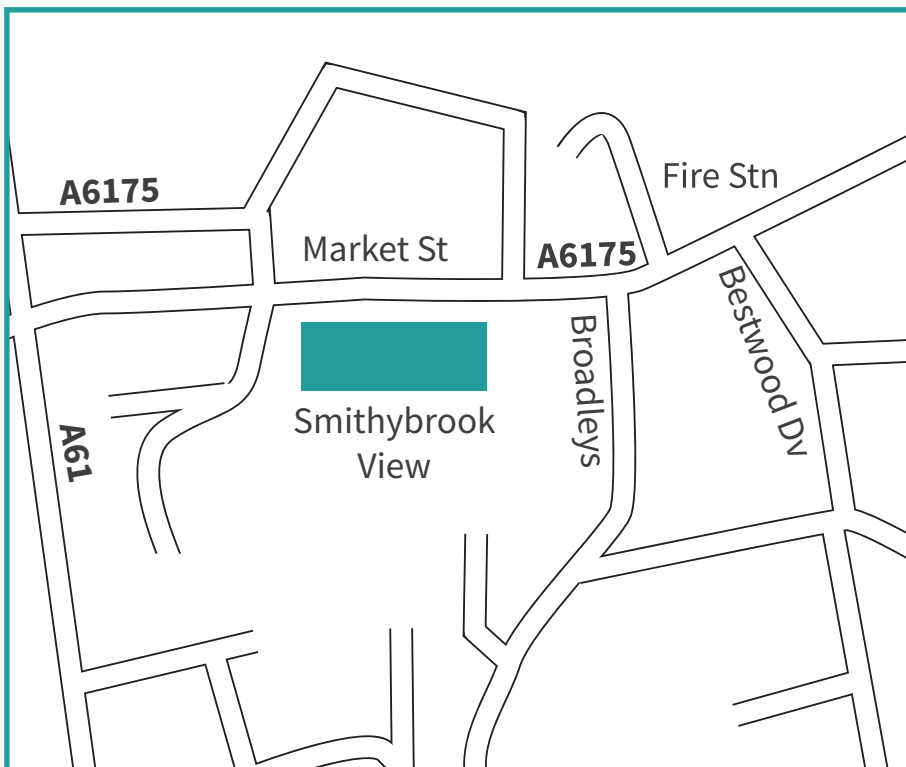 Fire Stn
A6175
Market St
A6175
Bestwood Dv
Broadleys
Smithybrook
View
A61